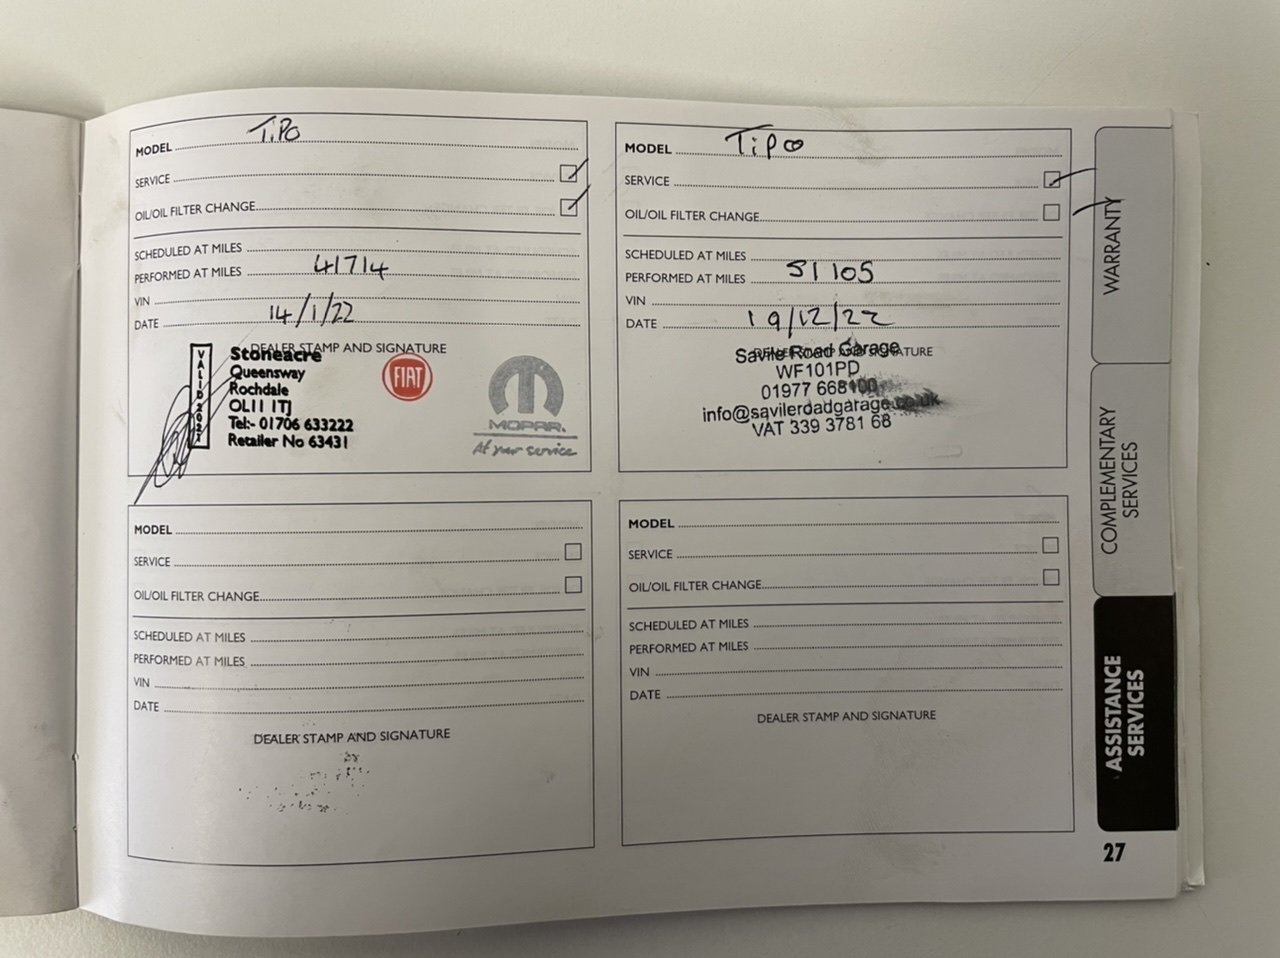 MODEL TiPO
SERVICE
OIL/OIL FILTER CHANGE
SCHEDULED AT MILES
PERFORMED AT MILES 41714
VIN
DATE 14/1/22
DEALER STAMP AND SIGNATURE
VALID 2021
Stoneacre
Queensway
Rochdale
OL11 1TJ
Tel:- 01706 633222
Retailer No 63431
FIAT
MOPAR.
At your service
MODEL TiPO
SERVICE
OIL/OIL FILTER CHANGE
SCHEDULED AT MILES
PERFORMED AT MILES 51105
VIN
DATE 19/12/22
DEALER STAMP AND SIGNATURE
Savile Road Garage
WF101PD
01977 668100
info@savileroadgarage.co.uk
VAT 339 3781 68
MODEL
SERVICE
OIL/OIL FILTER CHANGE
SCHEDULED AT MILES
PERFORMED AT MILES
VIN
DATE
DEALER STAMP AND SIGNATURE
MODEL
SERVICE
OIL/OIL FILTER CHANGE
SCHEDULED AT MILES
PERFORMED AT MILES
VIN
DATE
DEALER STAMP AND SIGNATURE
WARRANTY
COMPLEMENTARY
SERVICES
ASSISTANCE
SERVICES
27